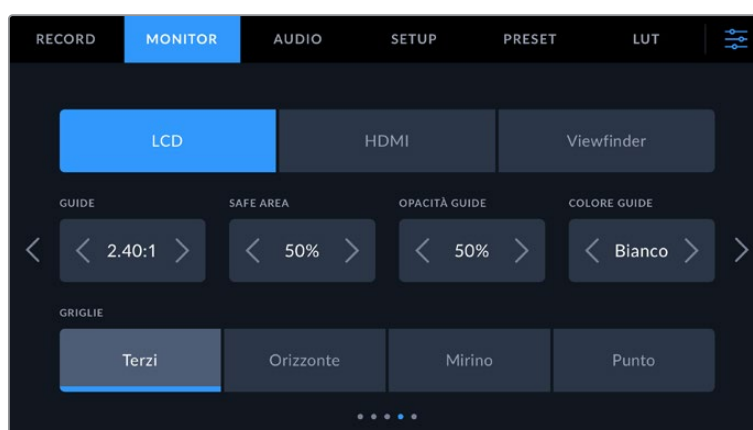 RECORD MONITOR AUDIO SETUP PRESET LUT
LCD HDMI Viewfinder
GUIDE SAFE AREA OPACITÀ GUIDE COLORE GUIDE
2.40:1 50% 50% Bianco
GRIGLIE
Terzi Orizzonte Mirino Punto